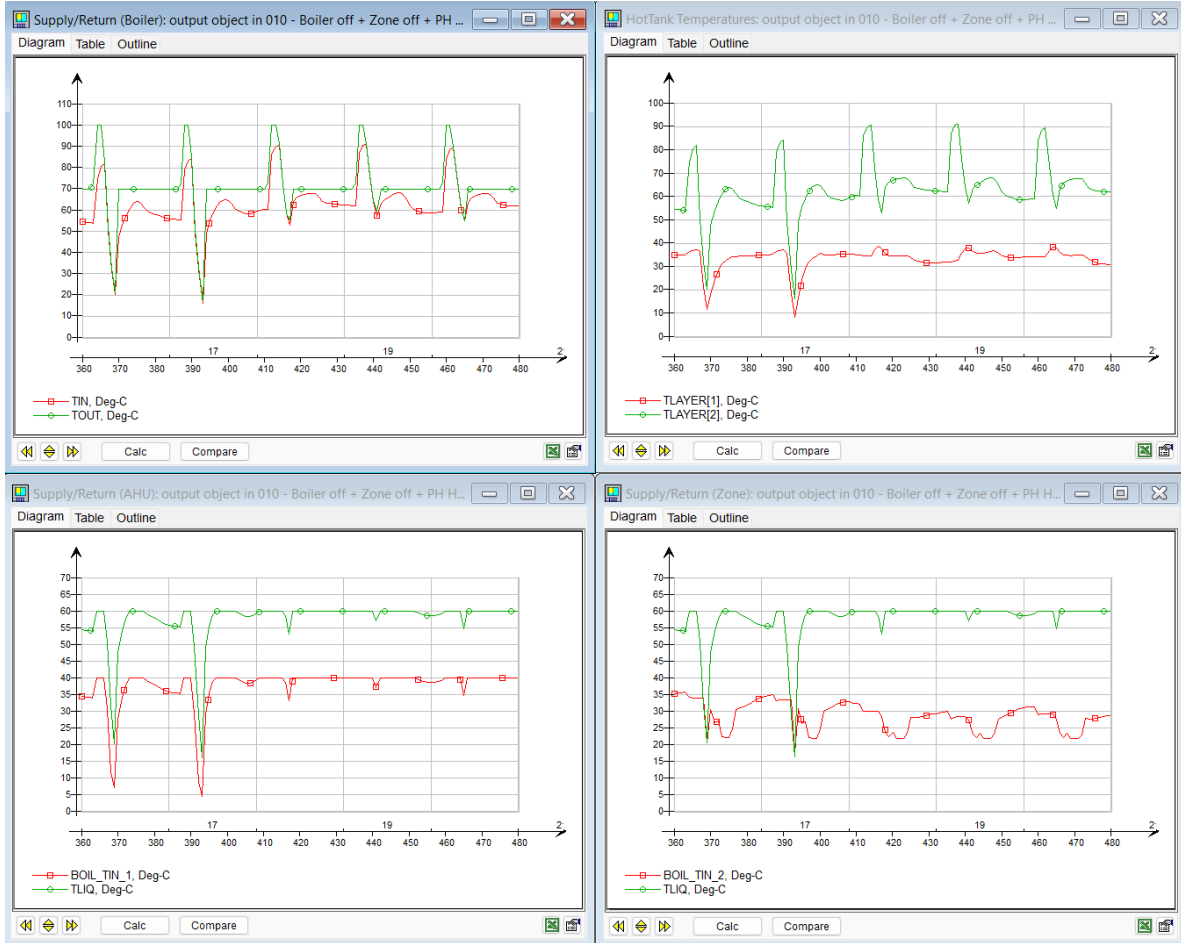 Supply/Return (Boiler): output object in 010 - Boiler off + Zone off + PH ...
Diagram Table Outline
110
100
90
80
70
60
50
40
30
20
10
0
17 19 2
360 370 380 390 400 410 420 430 440 450 460 470 480
TIN, Deg-C
TOUT, Deg-C
Calc Compare
HotTank Temperatures: output object in 010 - Boiler off + Zone off + PH ...
Diagram Table Outline
100
90
80
70
60
50
40
30
20
10
0
17 19 2
360 370 380 390 400 410 420 430 440 450 460 470 480
TLAYER[1], Deg-C
TLAYER[2], Deg-C
Calc Compare
Supply/Return (AHU): output object in 010 - Boiler off + Zone off + PH H...
Diagram Table Outline
70
65
60
55
50
45
40
35
30
25
20
15
10
5
0
17 19 2
360 370 380 390 400 410 420 430 440 450 460 470 480
BOIL_TIN_1, Deg-C
TLIQ, Deg-C
Calc Compare
Supply/Return (Zone): output object in 010 - Boiler off + Zone off + PH H...
Diagram Table Outline
70
65
60
55
50
45
40
35
30
25
20
15
10
5
0
17 19 2
360 370 380 390 400 410 420 430 440 450 460 470 480
BOIL_TIN_2, Deg-C
TLIQ, Deg-C
Calc Compare